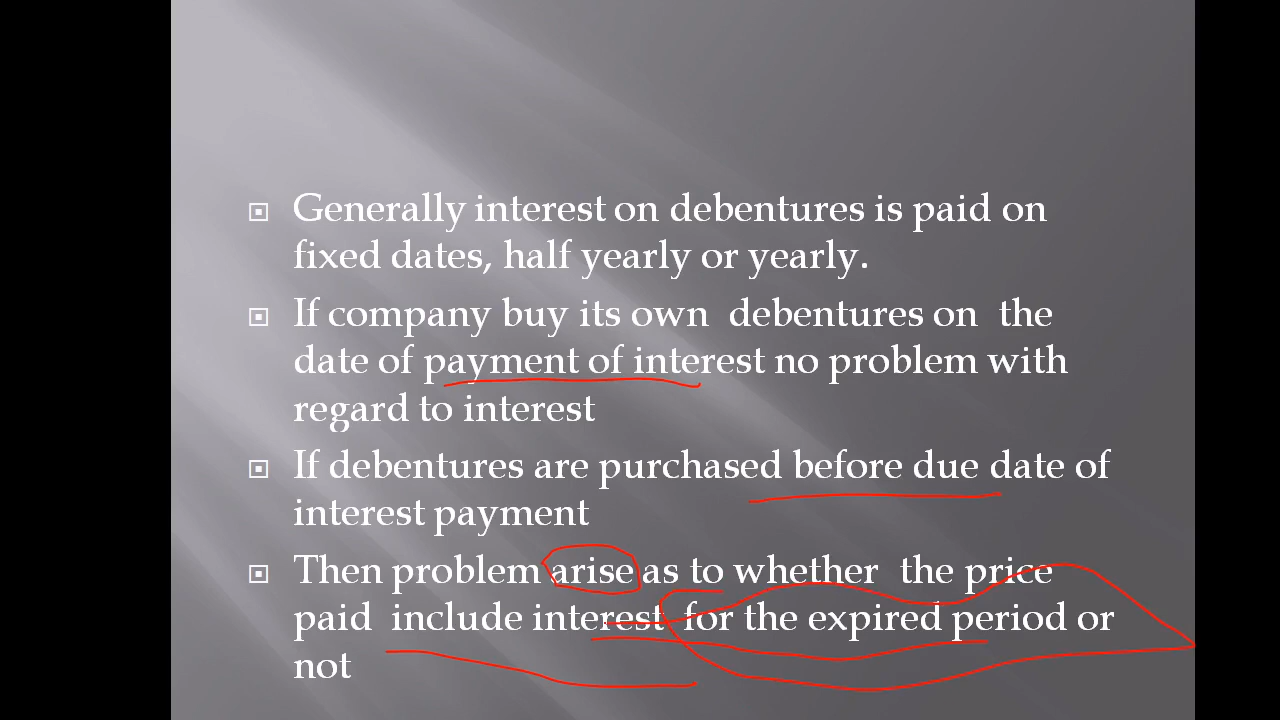 Generally interest on debentures is paid on
fixed dates, half yearly or yearly.
If company buy its own debentures on the
date of payment of interest no problem with
regard to interest
If debentures are purchased before due date of
interest payment
Then problem arise as to whether the price
paid include interest for the expired period or
not